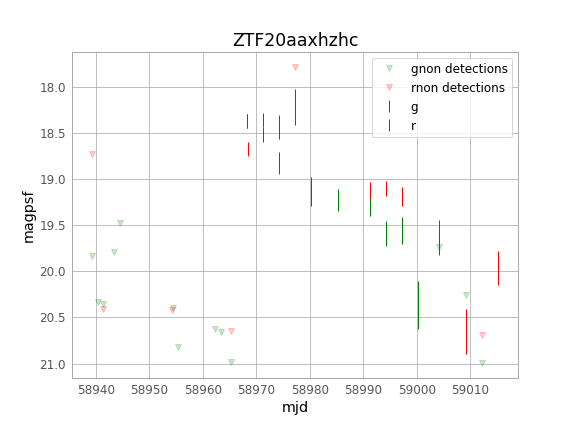 ZTF20aaxhzhc
gnon detections
rnon detections
g
r
magpsf
18.0
18.5
19.0
19.5
20.0
20.5
21.0
58940 58950 58960 58970 58980 58990 59000 59010
mjd